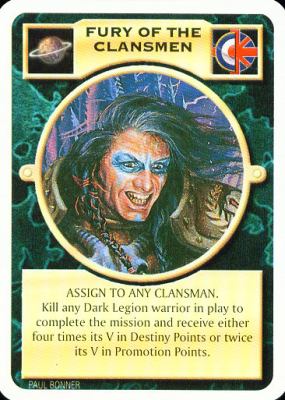 FURY OF THE
CLANSMEN
ASSIGN TO ANY CLANSMAN.
Kill any Dark Legion warrior in play to
complete the mission and receive either
four times its V in Destiny Points or twice
its V in Promotion Points.
PAUL BONNER